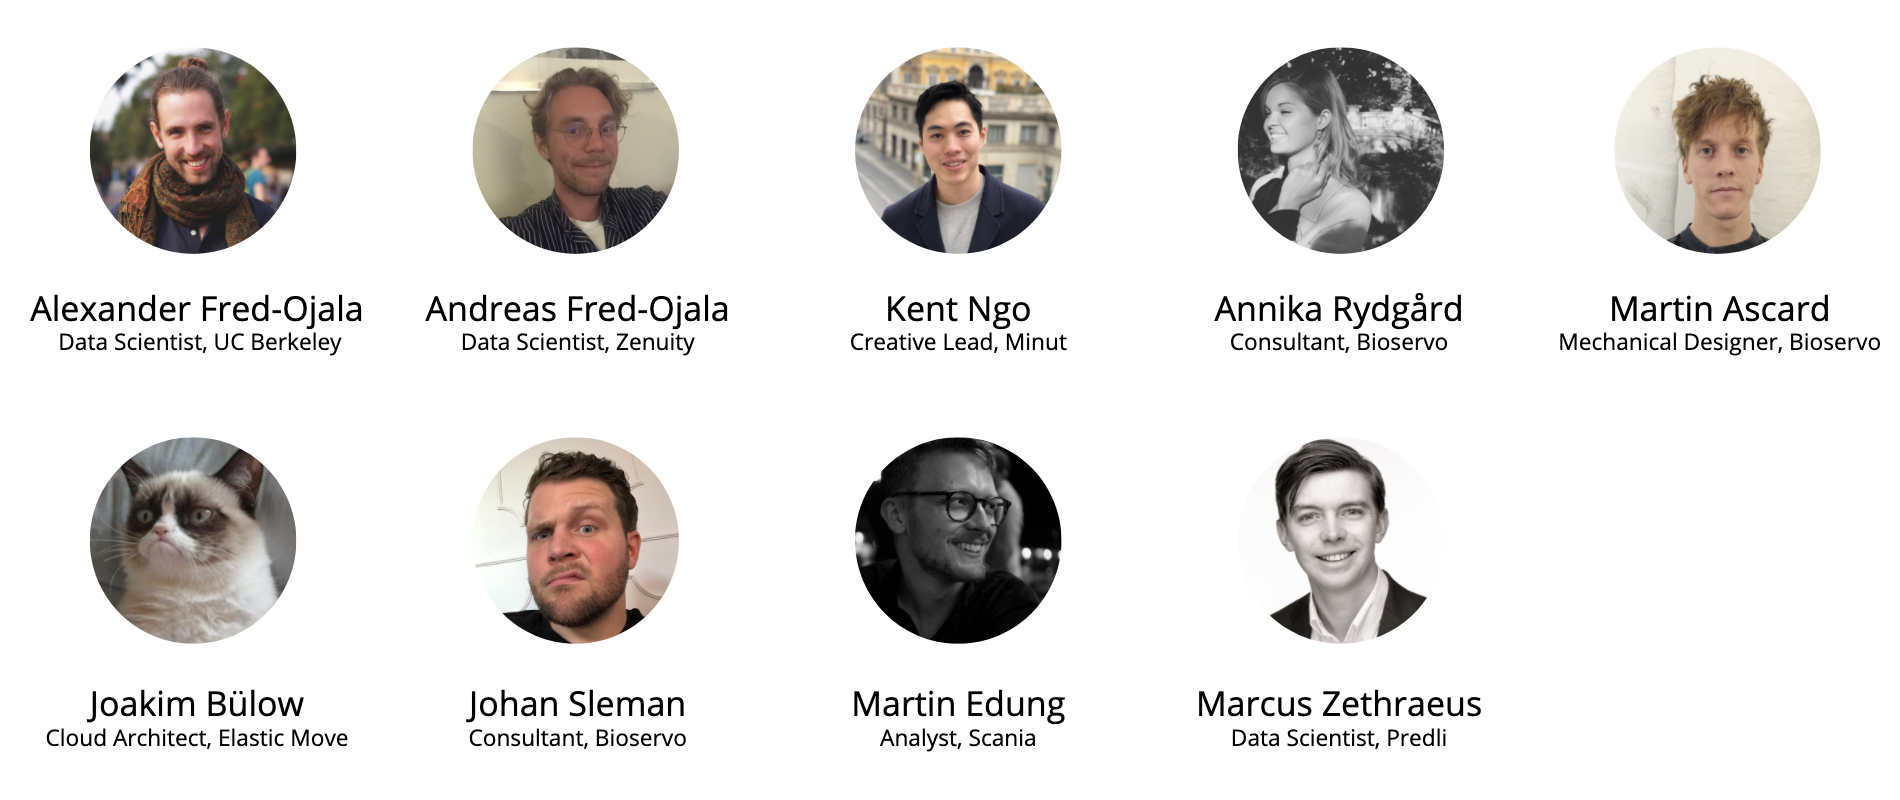 Alexander Fred-Ojala
Data Scientist, UC Berkeley
Andreas Fred-Ojala
Data Scientist, Zenuity
Kent Ngo
Creative Lead, Minut
Annika Rydgård
Consultant, Bioservo
Martin Ascard
Mechanical Designer, Bioservo
Joakim Bülow
Cloud Architect, Elastic Move
Johan Sleman
Consultant, Bioservo
Martin Edung
Analyst, Scania
Marcus Zethraeus
Data Scientist, Predli